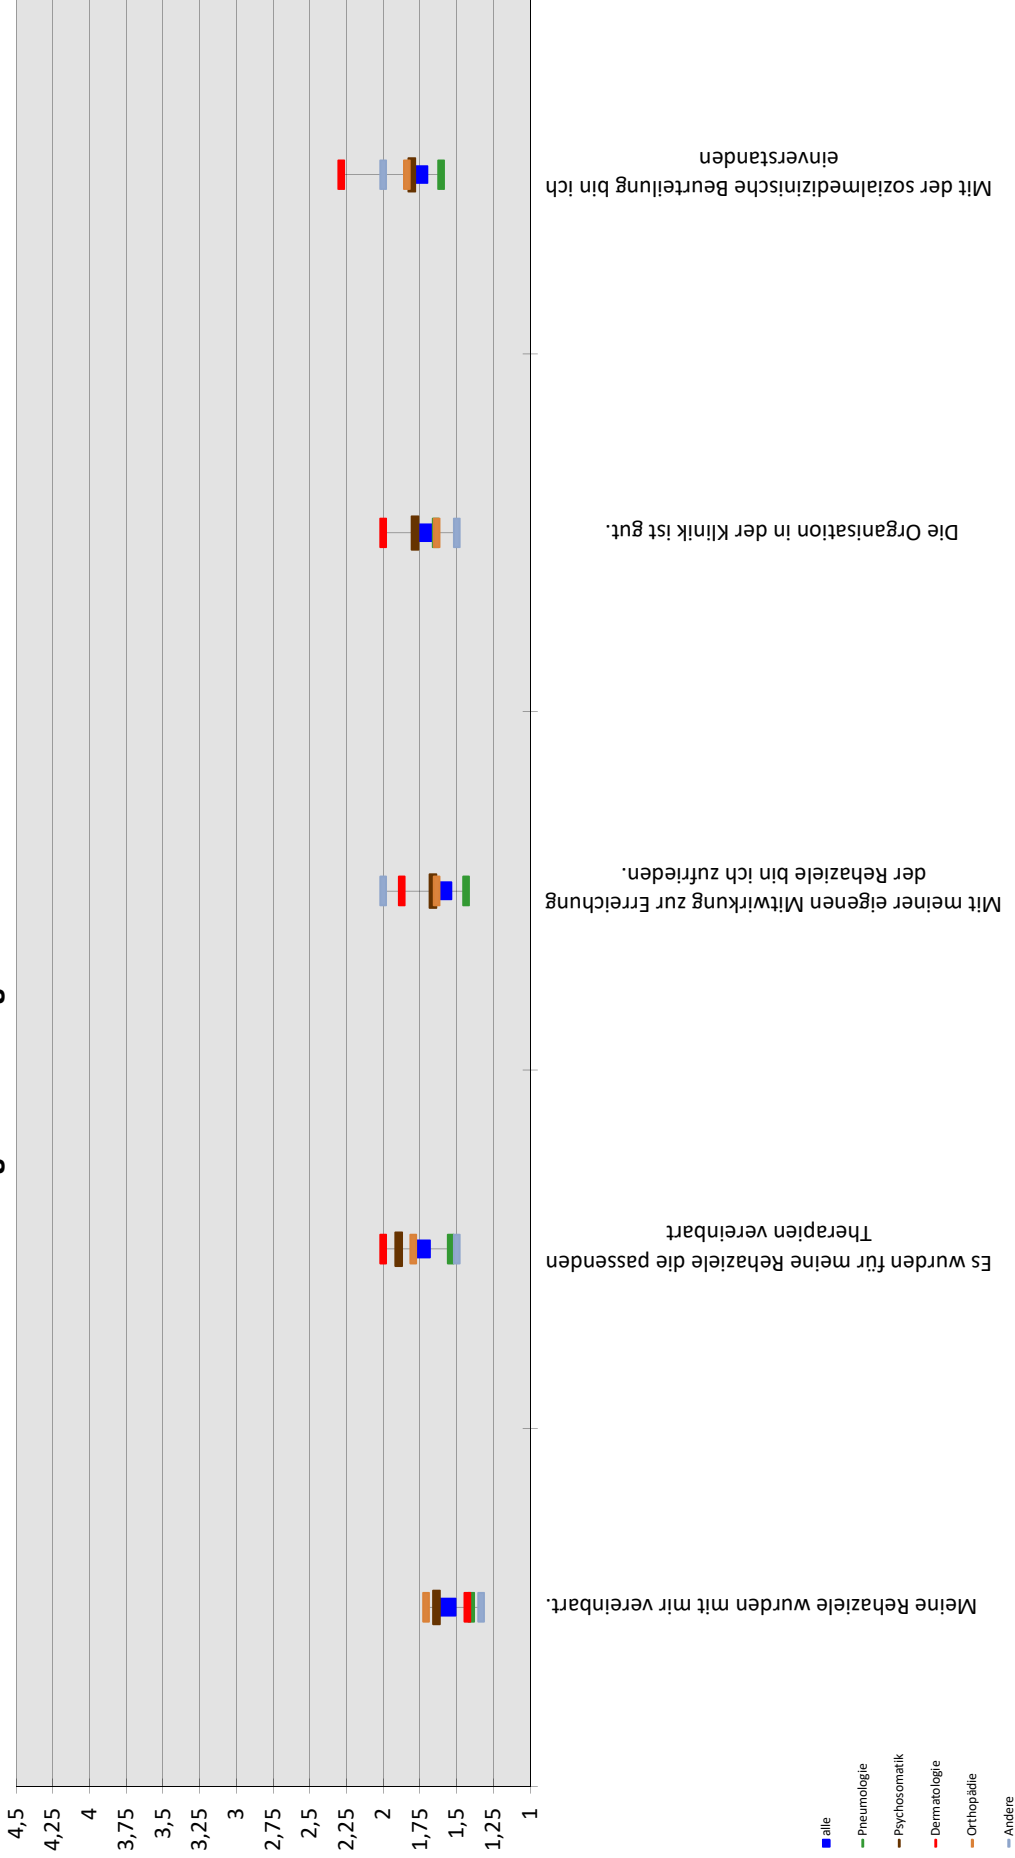 4,5
4,25
4
3,75
3,5
3,25
3
2,75
2,5
2,25
2
1,75
1,5
1,25
1
Meine Rehaziele wurden mit mir vereinbart.
Es wurden für meine Rehaziele die passenden
Therapien vereinbart
Mit meiner eigenen Mitwirkung zur Erreichung
der Rehaziele bin ich zufrieden.
Die Organisation in der Klinik ist gut.
Mit der sozialmedizinische Beurteilung bin ich
einverstanden
alle
Pneumologie
Psychosomatik
Dermatologie
Orthopädie
Andere